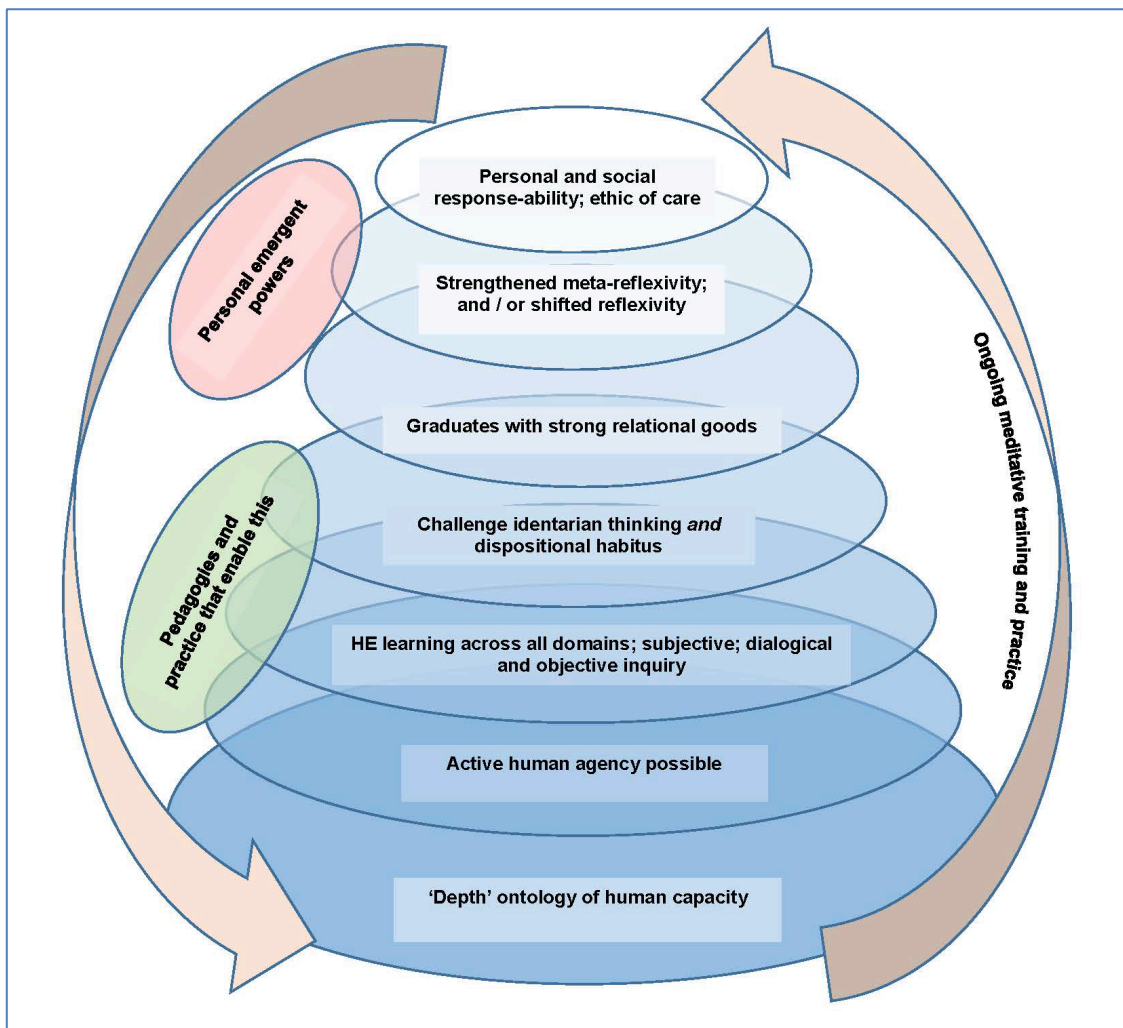 Personal and social
response-ability; ethic of care
Personal emergent
powers
Strengthened meta-reflexivity;
and / or shifted reflexivity
Graduates with strong relational goods
Ongoing meditative training and practice
Challenge identarian thinking and
dispositional habitus
Pedagogies and
practice that enable this
HE learning across all domains; subjective; dialogical
and objective inquiry
Active human agency possible
‘Depth’ ontology of human capacity